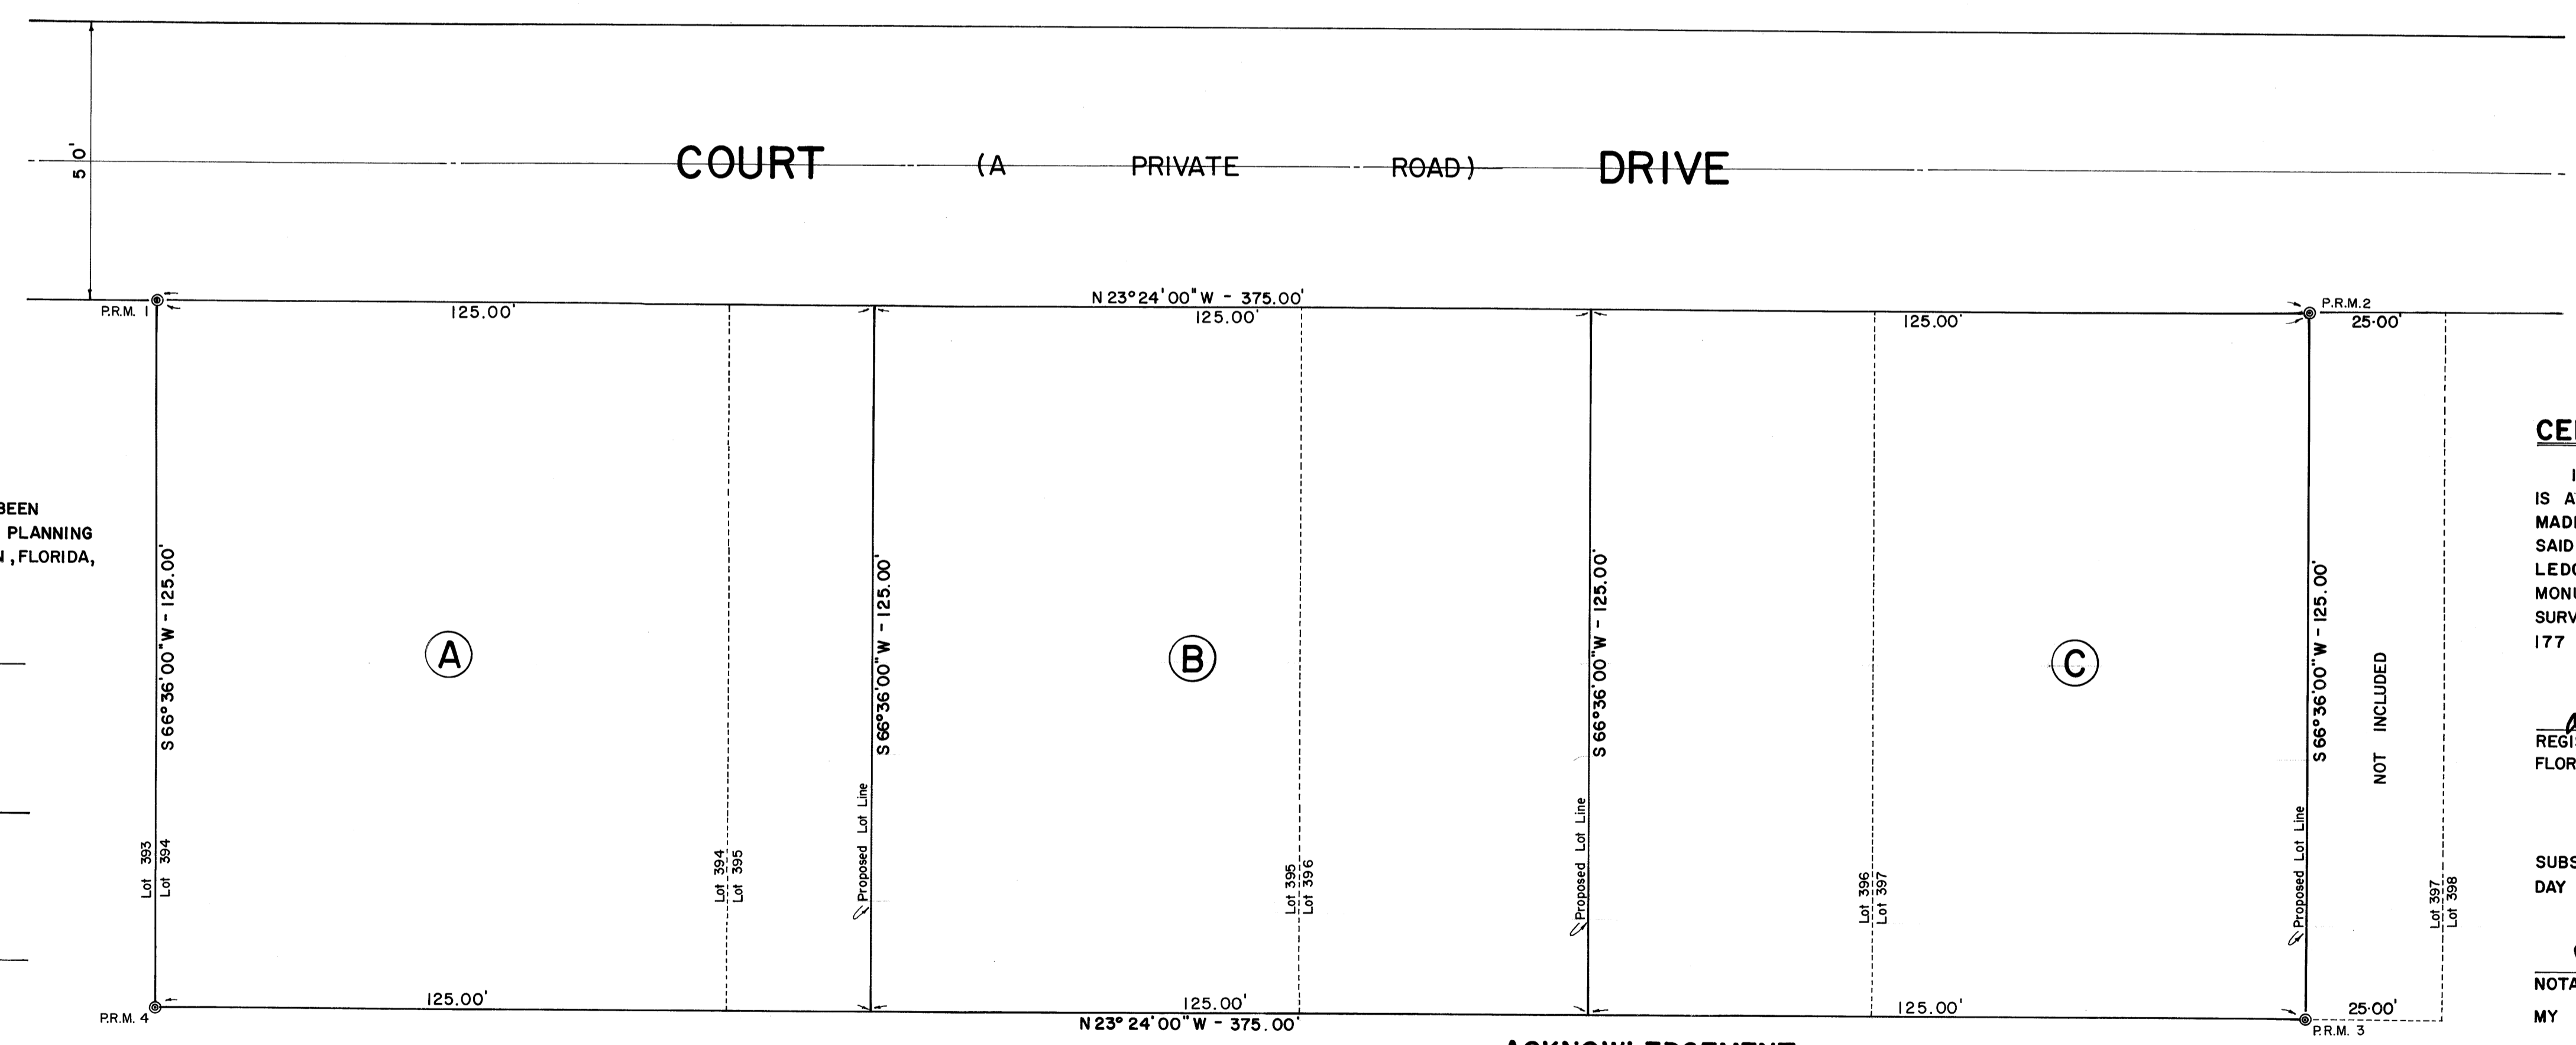 50'
COURT (A PRIVATE ROAD) DRIVE
P.R.M. 1
N 23°24'00"W - 375.00'
P.R.M.2
125.00'
125.00'
125.00'
25.00'
BEEN
PLANNING
,FLORIDA,
S 66°36'00"W - 125.00'
S 66°36'00"W - 125.00'
S 66°36'00"W - 125.00'
S 66°36'00"W - 125.00'
A
B
C
NOT INCLUDED
Lot 393
Lot 394
Lot 394
Lot 395
Proposed Lot Line
Lot 395
Lot 396
Proposed Lot Line
Lot 396
Lot 397
Proposed Lot Line
Lot 397
Lot 398
P.R.M. 4
125.00'
125.00'
125.00'
25.00'
N 23°24'00"W - 375.00'
P.R.M. 3
IS
SAID
177
SUBS
DAY
MY